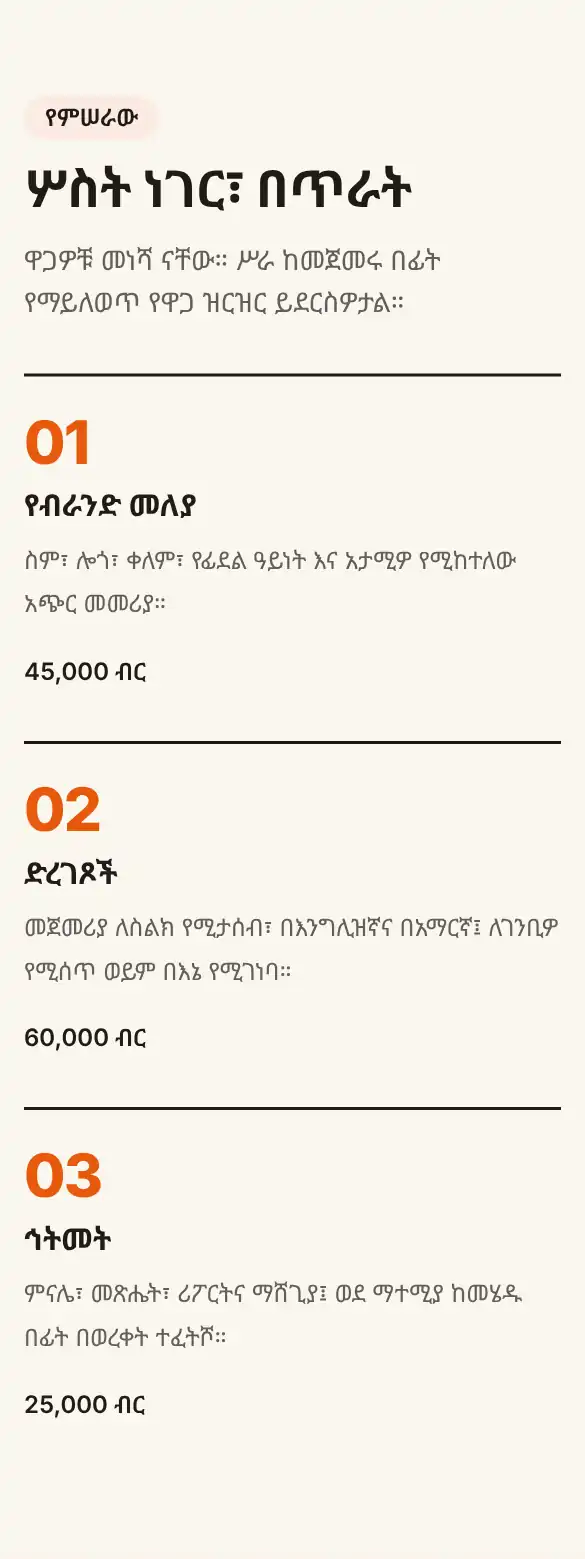 የምሠራው
ሦስት ነገር፣ በጥራት
ዋጋዎቹ መነሻ ናቸው። ሥራ ከመጀመሩ በፊት
የማይለወጥ የዋጋ ዝርዝር ይደርስዎታል።
01
የብራንድ መለያ
ስም፣ ሎጎ፣ ቀለም፣ የፊደል ዓይነት እና አታሚዎ የሚከተለው
አጭር መመሪያ።
45,000 ብር
02
ድረገጾች
መጀመሪያ ለስልክ የሚታሰብ፣ በእንግሊዝኛና በአማርኛ፤ ለገንቢዎ
የሚሰጥ ወይም በእኔ የሚገነባ።
60,000 ብር
03
ኅትመት
ምናሌ፣ መጽሔት፣ ሪፖርትና ማሸጊያ፤ ወደ ማተሚያ ከመሄዱ
በፊት በወረቀት ተፈትሾ።
25,000 ብር